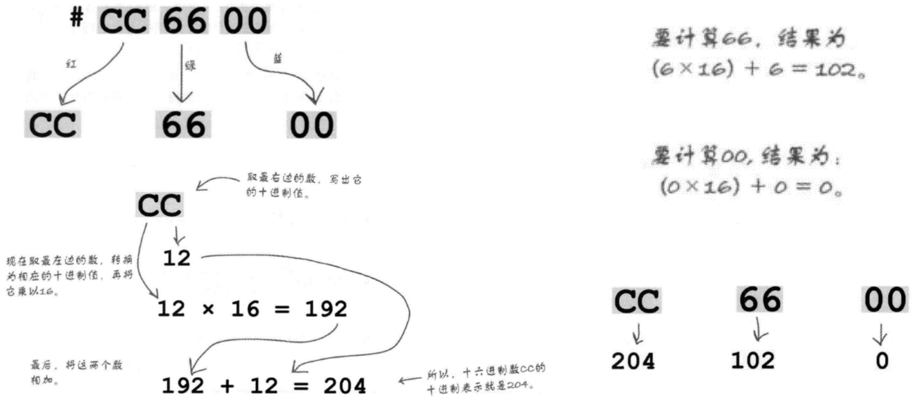 # CC 66 00
红 绿 蓝
CC 66 00
取最右边的数，写出它
的十进制值。
CC
12
现在取最左边的数，转换
为相应的十进制值，再将
它乘以16。
12 × 16 = 192
最后，将这两个数
相加。
192 + 12 = 204
所以，十六进制数CC的
十进制表示就是204。
要计算66，结果为
(6×16) + 6 = 102。
要计算00,结果为：
(0×16) + 0 = 0。
CC 66 00
204 102 0